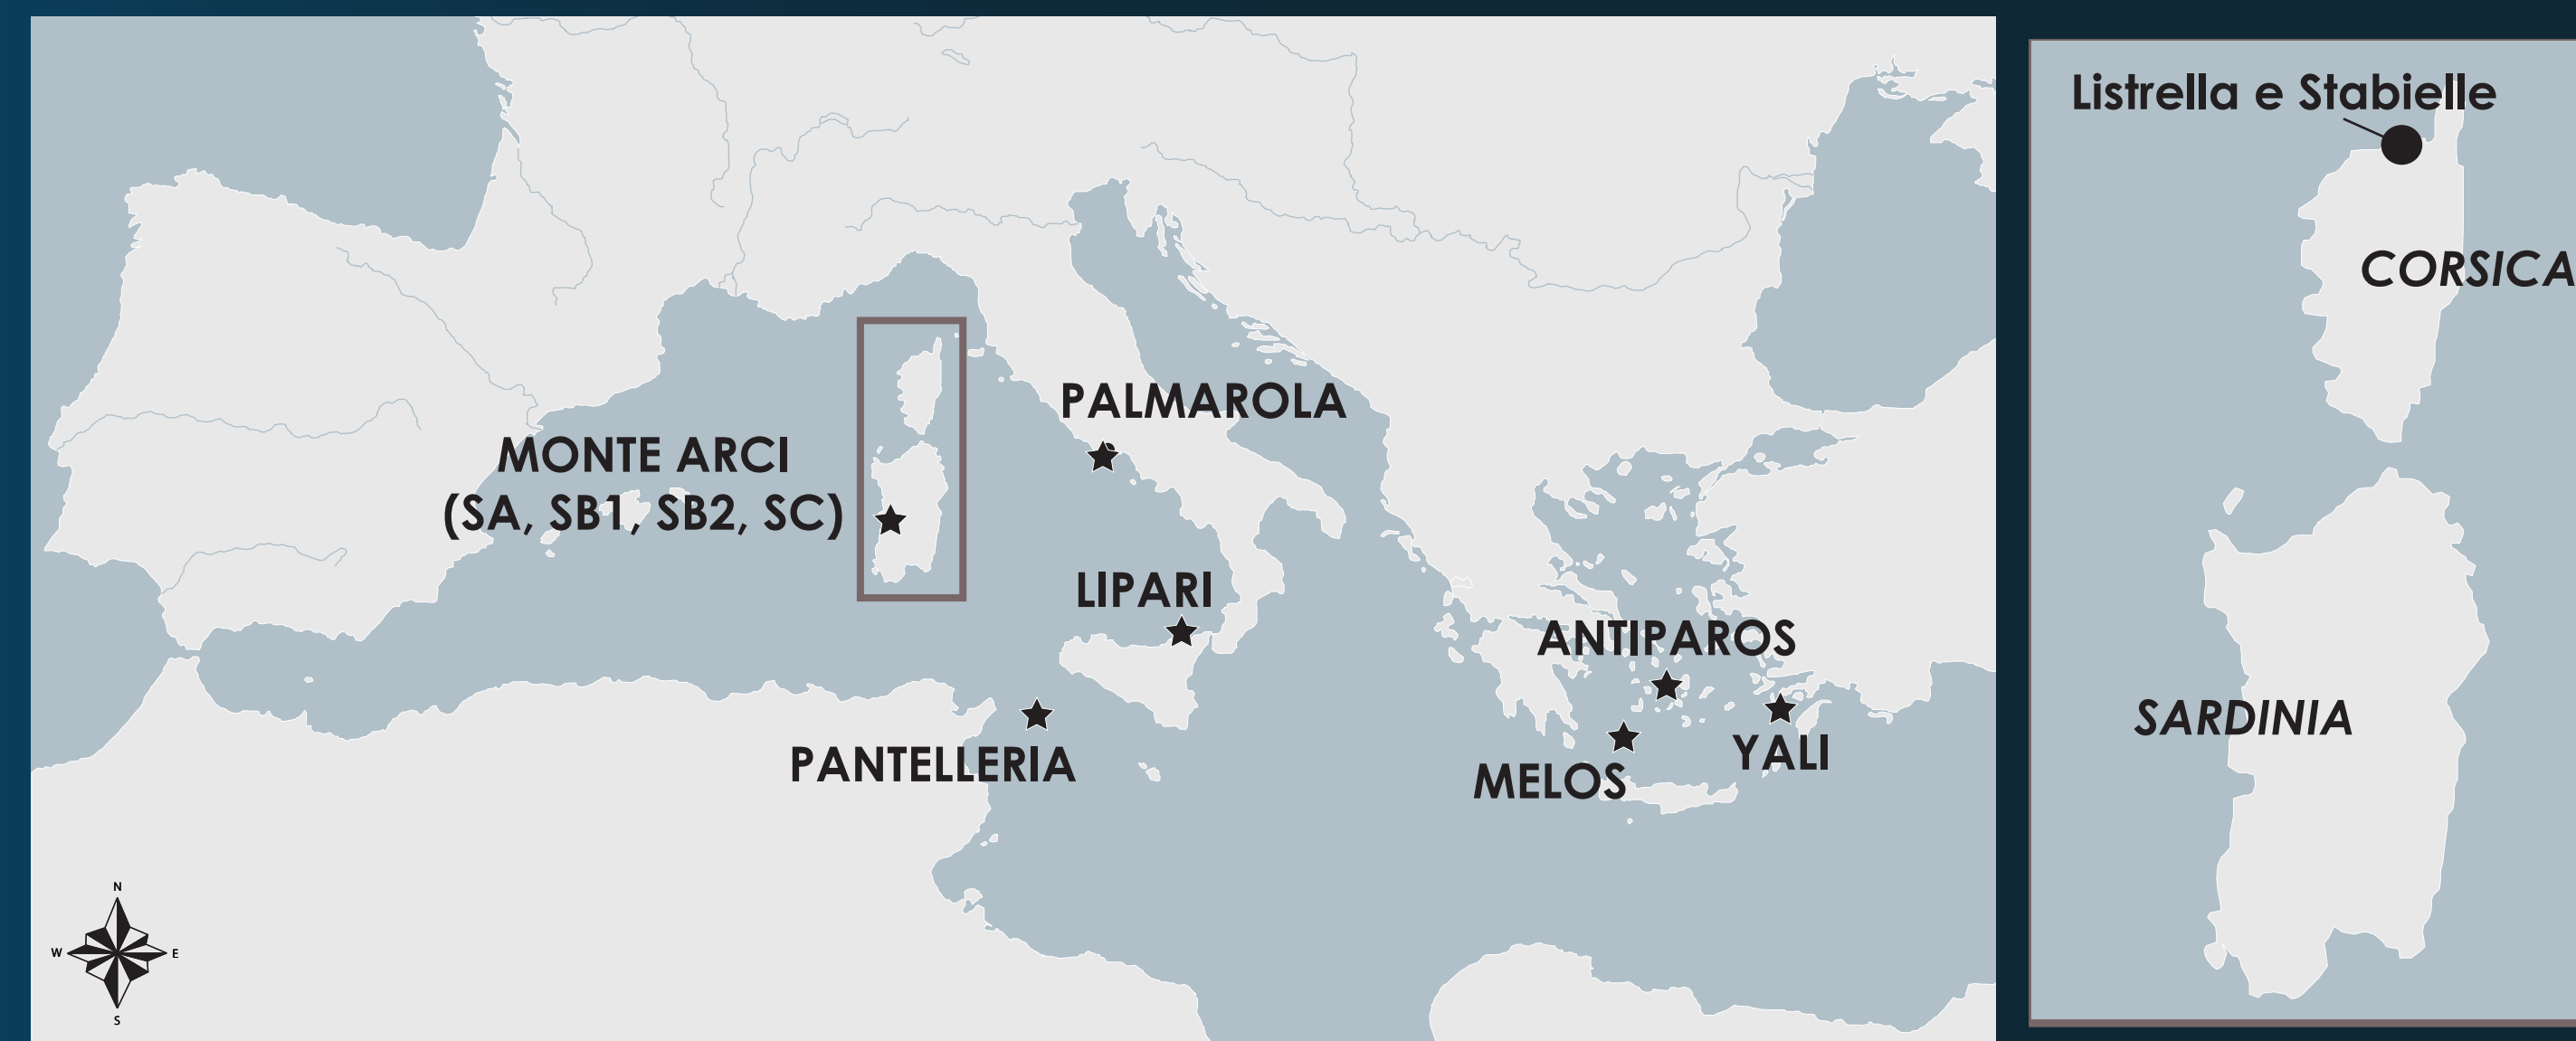 PALMAROLA
MONTE ARCI
(SA, SB1, SB2, SC)
LIPARI
ANTIPAROS
PANTELLERIA
YALI
MELOS
N
W
E
S
Listrella e Stabielle
CORSICA
SARDINIA